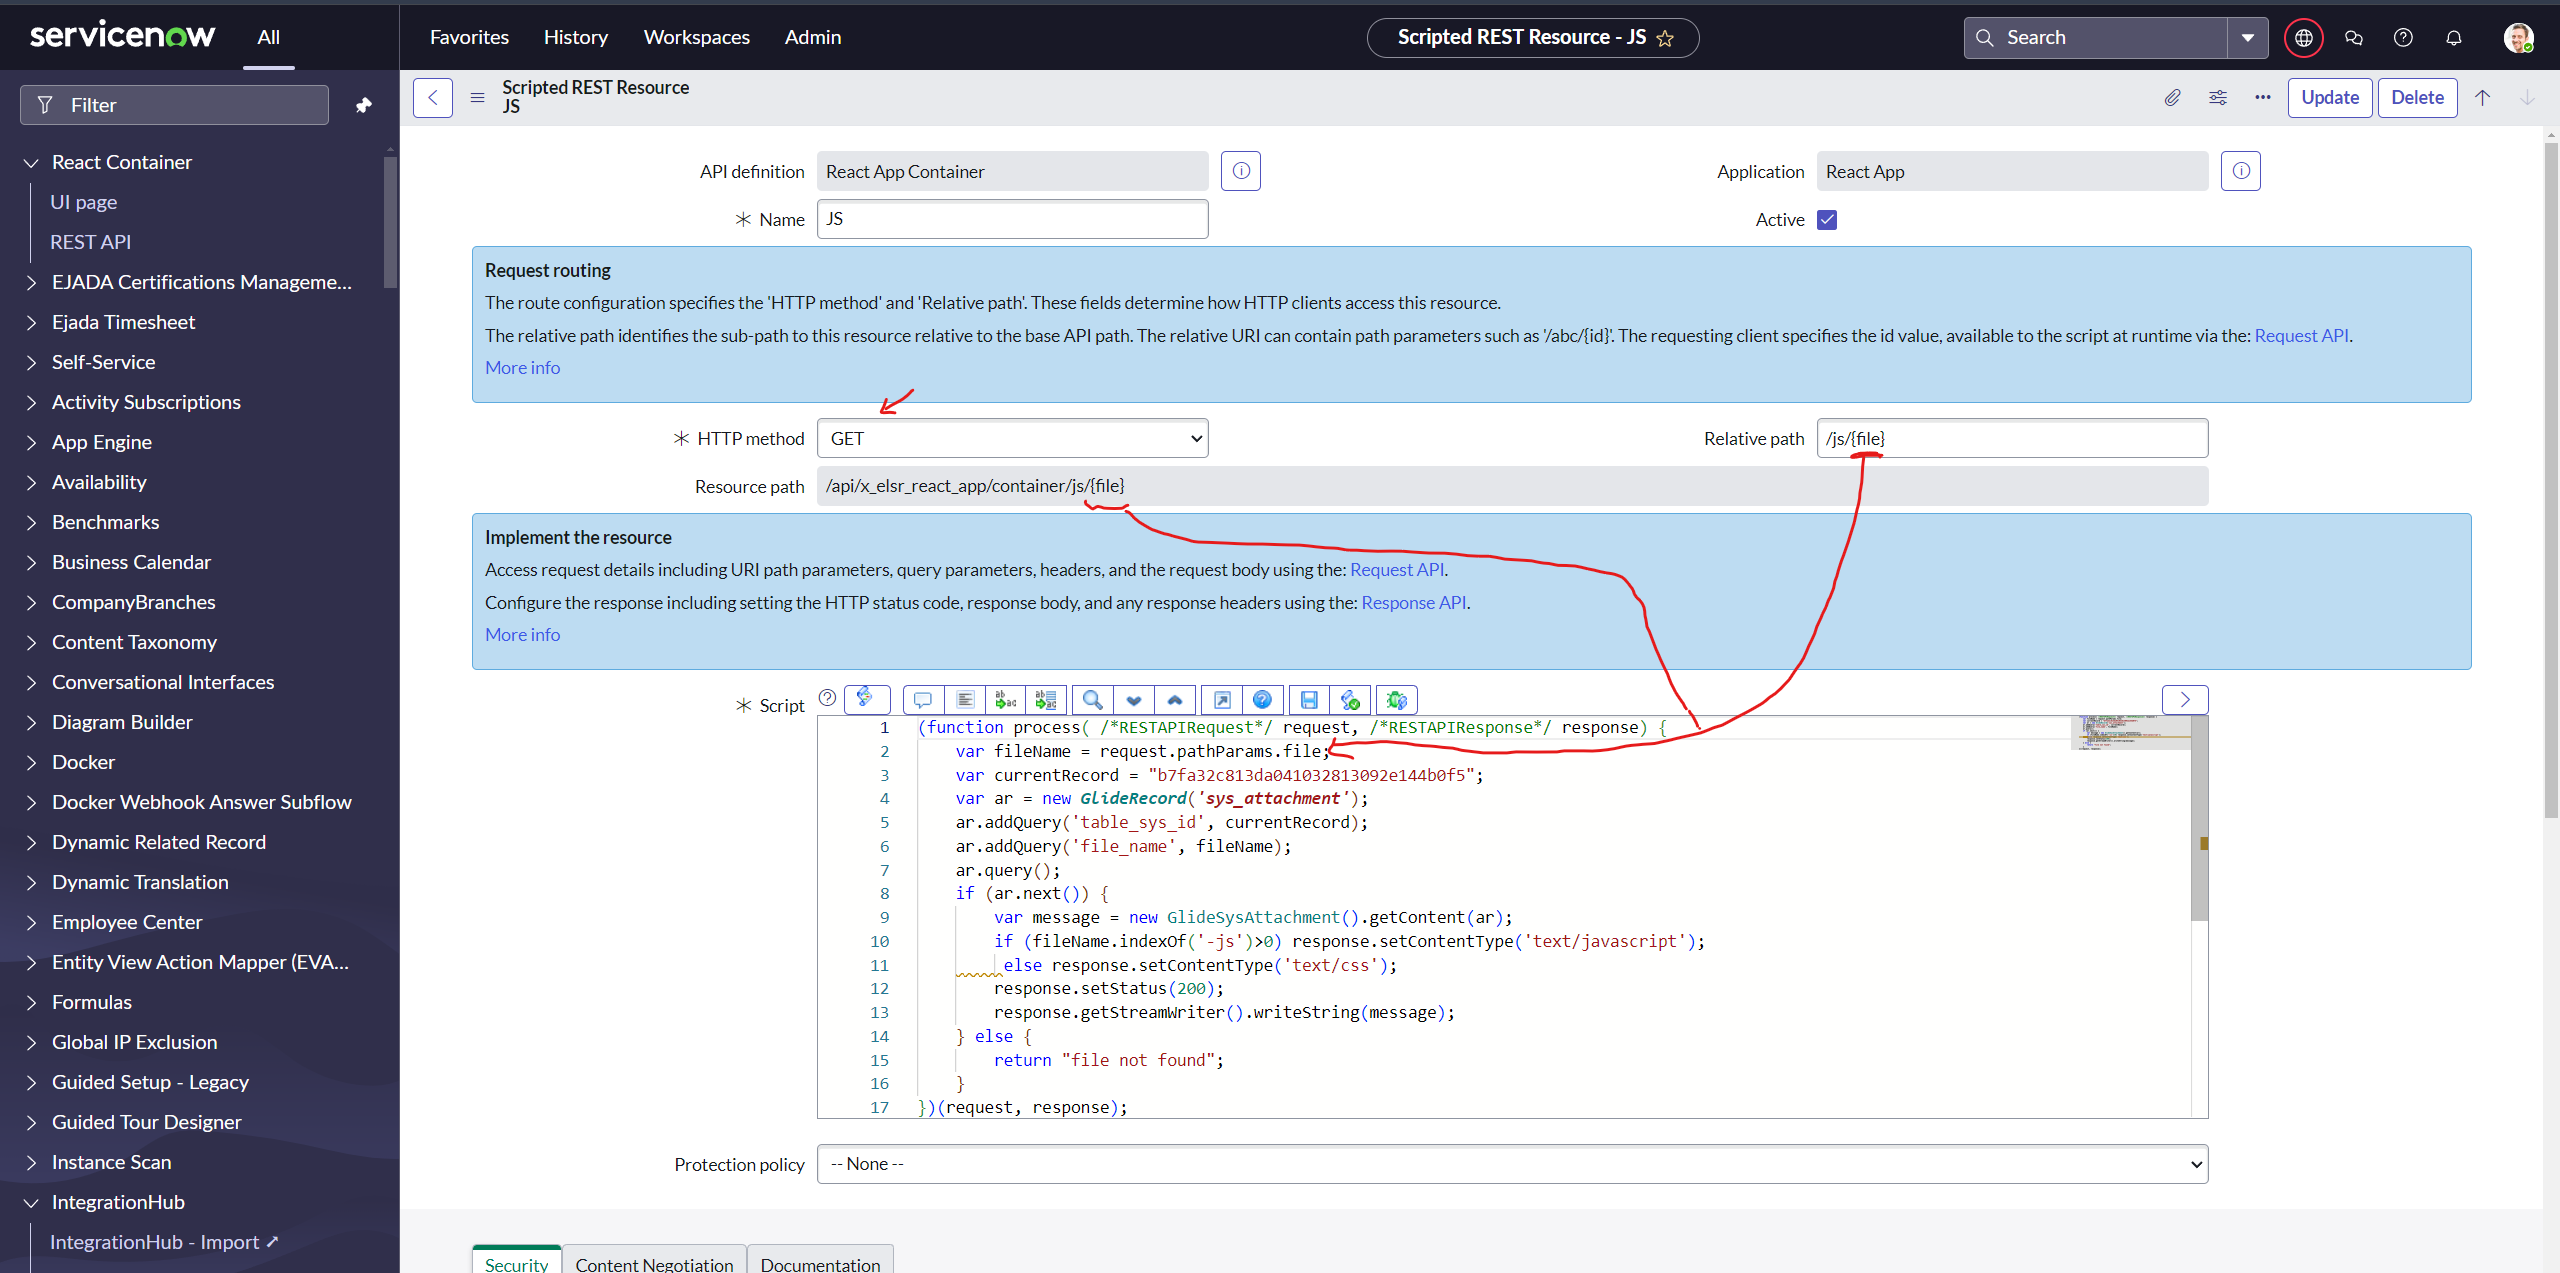 servicenow
All
Favorites
History
Workspaces
Admin
Scripted REST Resource - JS
Search
Filter
Scripted REST Resource
JS
Update
Delete
React Container
UI page
REST API
EJADA Certifications Manageme...
Ejada Timesheet
Self-Service
Activity Subscriptions
App Engine
Availability
Benchmarks
Business Calendar
CompanyBranches
Content Taxonomy
Conversational Interfaces
Diagram Builder
Docker
Docker Webhook Answer Subflow
Dynamic Related Record
Dynamic Translation
Employee Center
Entity View Action Mapper (EVA...
Formulas
Global IP Exclusion
Guided Setup - Legacy
Guided Tour Designer
Instance Scan
IntegrationHub
IntegrationHub - Import
API definition
React App Container
Application
React App
Name
JS
Active
Request routing
The route configuration specifies the 'HTTP method' and 'Relative path'. These fields determine how HTTP clients access this resource.
The relative path identifies the sub-path to this resource relative to the base API path. The relative URI can contain path parameters such as '/abc/{id}'. The requesting client specifies the id value, available to the script at runtime via the: Request API.
More info
HTTP method
GET
Relative path
/js/{file}
Resource path
/api/x_elsr_react_app/container/js/{file}
Implement the resource
Access request details including URI path parameters, query parameters, headers, and the request body using the: Request API.
Configure the response including setting the HTTP status code, response body, and any response headers using the: Response API.
More info
Script
1 (function process( /*RESTAPIRequest*/ request, /*RESTAPIResponse*/ response) {
2 var fileName = request.pathParams.file;
3 var currentRecord = "b7fa32c813da041032813092e144b0f5";
4 var ar = new GlideRecord('sys_attachment');
5 ar.addQuery('table_sys_id', currentRecord);
6 ar.addQuery('file_name', fileName);
7 ar.query();
8 if (ar.next()) {
9 var message = new GlideSysAttachment().getContent(ar);
10 if (fileName.indexOf('-js')>0) response.setContentType('text/javascript');
11 else response.setContentType('text/css');
12 response.setStatus(200);
13 response.getStreamWriter().writeString(message);
14 } else {
15 return "file not found";
16 }
17 })(request, response);
Protection policy
-- None --
Security
Content Negotiation
Documentation